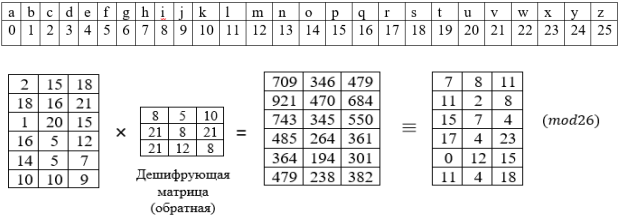 a b c d e f g h i j k l m n o p q r s t u v w x y z
0 1 2 3 4 5 6 7 8 9 10 11 12 13 14 15 16 17 18 19 20 21 22 23 24 25
2 15 18 709 346 479 7 8 11
18 16 21 8 5 10 921 470 684 11 2 8
1 20 15 × 21 8 21 = 743 345 550 ≡ 15 7 4 (mod26)
16 5 12 21 12 8 485 264 361 17 4 23
14 5 7 364 194 301 0 12 15
10 10 9 479 238 382 11 4 18
Дешифрующая
матрица
(обратная)